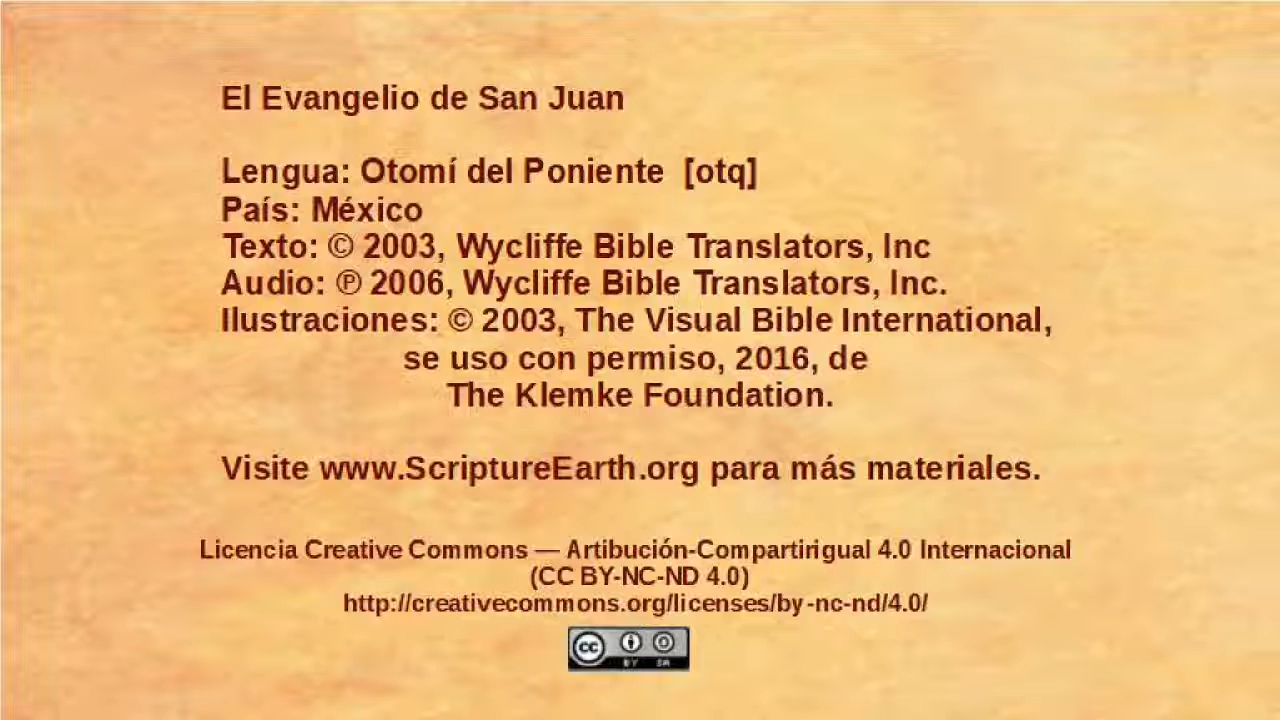 El Evangelio de San Juan
Lengua: Otomí del Poniente [otq]
País: México
Texto: © 2003, Wycliffe Bible Translators, Inc
Audio: ℗ 2006, Wycliffe Bible Translators, Inc.
Ilustraciones: © 2003, The Visual Bible International,
se uso con permiso, 2016, de
The Klemke Foundation.
Visite www.ScriptureEarth.org para más materiales.
Licencia Creative Commons — Artibución-Compartirigual 4.0 Internacional
(CC BY-NC-ND 4.0)
http://creativecommons.org/licenses/by-nc-nd/4.0/
cc BY SA